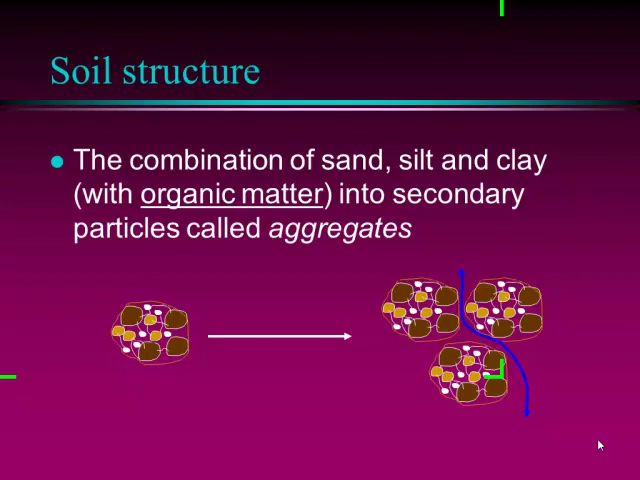 Soil structure
The combination of sand, silt and clay
(with organic matter) into secondary
particles called aggregates